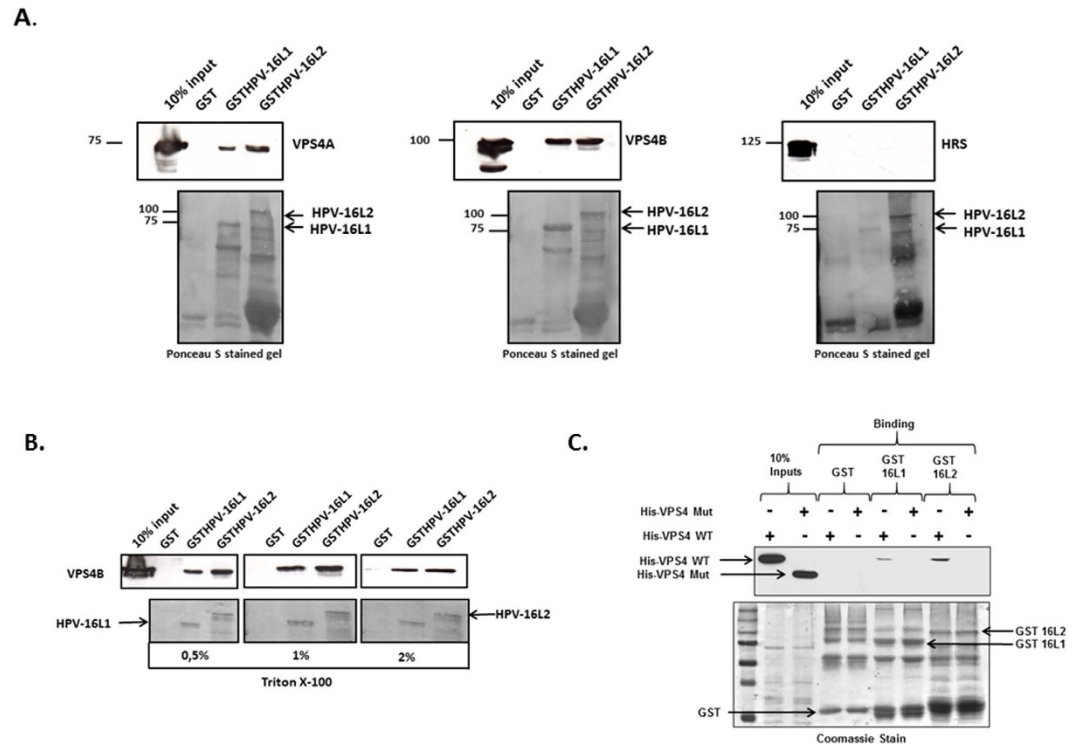 A.
10% input
GST
GSTHPV-16L1
GSTHPV-16L2
75
VPS4A
100
75
HPV-16L2
HPV-16L1
Ponceau S stained gel
10% input
GST
GSTHPV-16L1
GSTHPV-16L2
100
VPS4B
100
75
HPV-16L2
HPV-16L1
Ponceau S stained gel
10% input
GST
GSTHPV-16L1
GSTHPV-16L2
125
HRS
100
75
HPV-16L2
HPV-16L1
Ponceau S stained gel
B.
10% input
GST
GSTHPV-16L1
GSTHPV-16L2
GST
GSTHPV-16L1
GSTHPV-16L2
GST
GSTHPV-16L1
GSTHPV-16L2
VPS4B
HPV-16L1
HPV-16L2
0,5%
1%
2%
Triton X-100
C.
Binding
10%
Inputs
GST
GST
16L1
GST
16L2
His-VPS4 Mut - + - + - + - +
His-VPS4 WT + - + - + - + -
His-VPS4 WT
His-VPS4 Mut
GST 16L2
GST 16L1
GST
Coomassie Stain